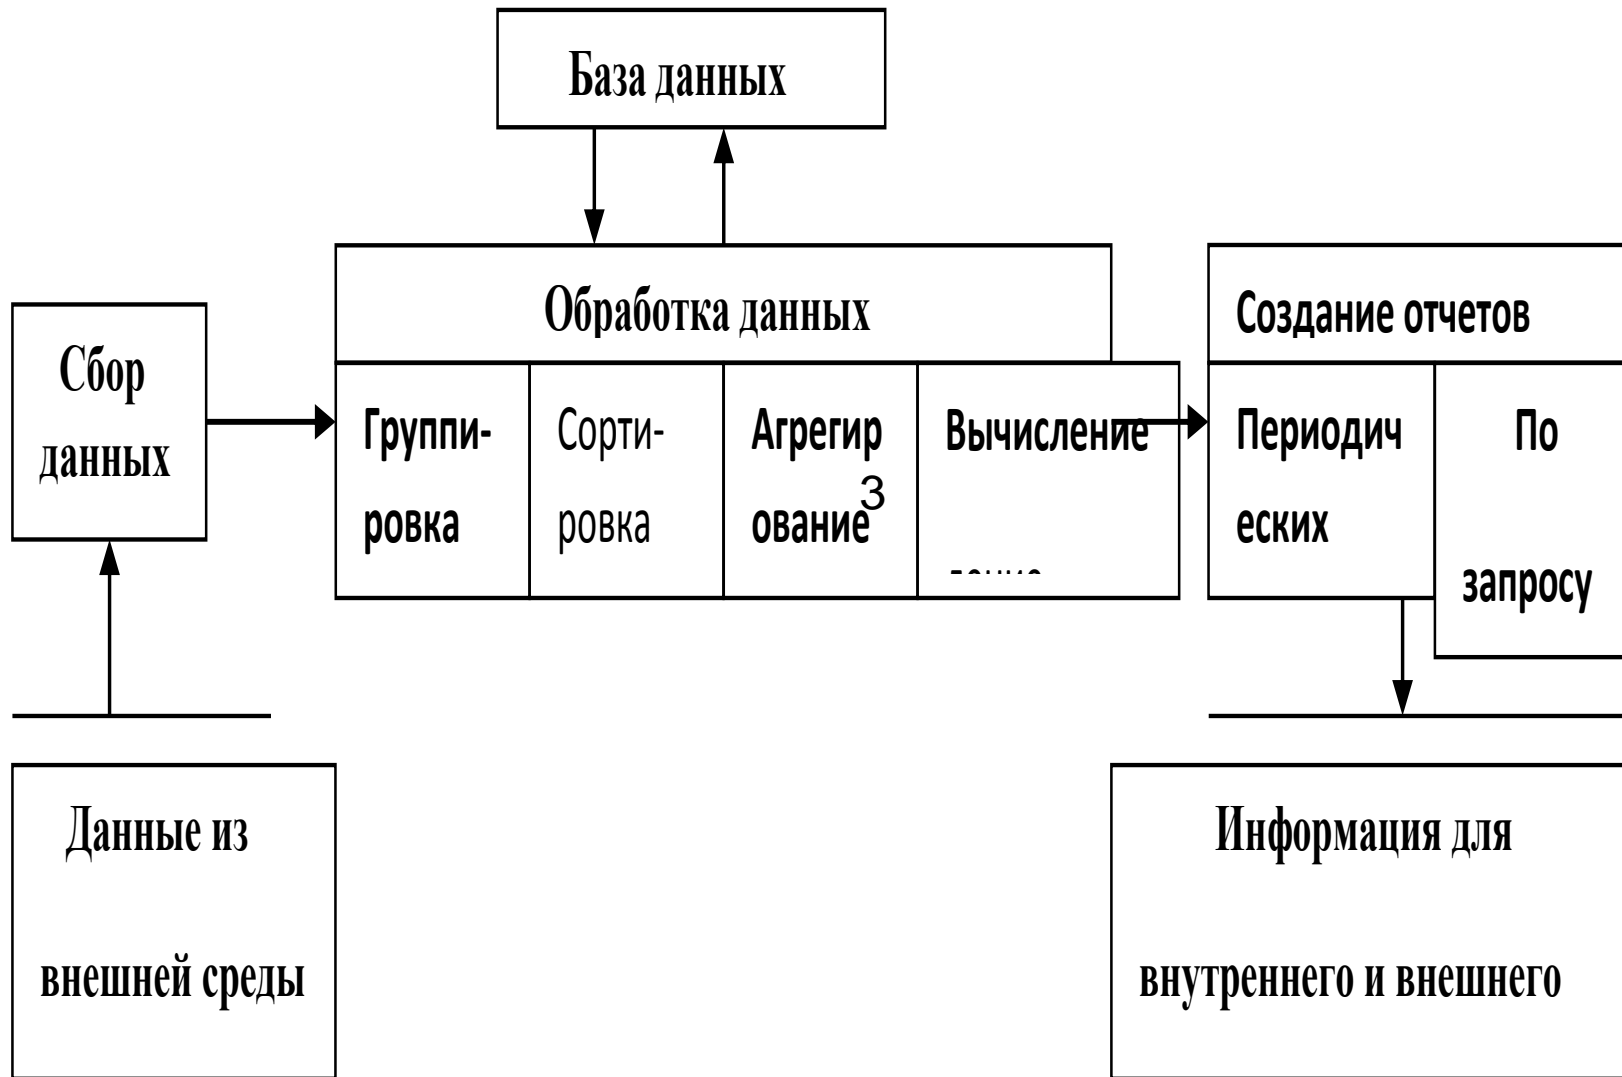 База данных
Обработка данных
Создание отчетов
Сбор
данных
Группи-
ровка
Сорти-
ровка
Агрегир
ование
3
Вычисление
Периодич
еских
По
запросу
Данные из
внешней среды
Информация для
внутреннего и внешнего